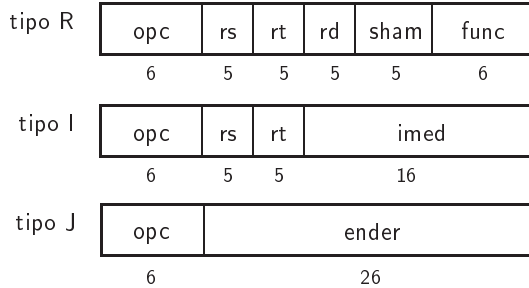 tipo R opc rs rt rd sham func
6 5 5 5 5 6
tipo I opc rs rt imed
6 5 5 16
tipo J opc ender
6 26